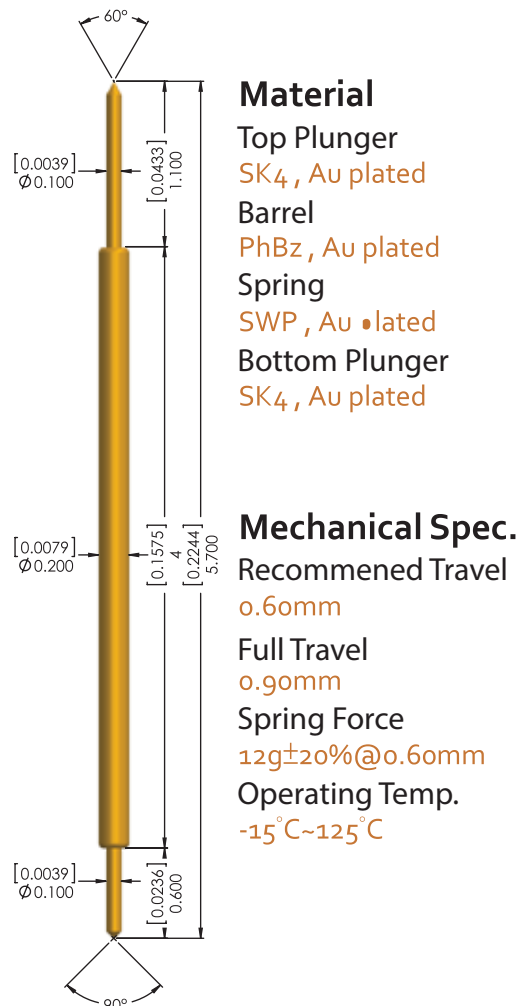 60°
[0.0039]
Ø0.100
[0.0433]
1.100
Material
Top Plunger
SK4 , Au plated
Barrel
PhBz , Au plated
Spring
SWP , Au •lated
Bottom Plunger
SK4 , Au plated
[0.0079]
Ø0.200
[0.1575]
4
[0.2244]
5.700
Mechanical Spec.
Recommened Travel
0.60mm
Full Travel
0.90mm
Spring Force
12g±20%@0.60mm
Operating Temp.
-15°C~125°C
[0.0039]
Ø0.100
[0.0236]
0.600